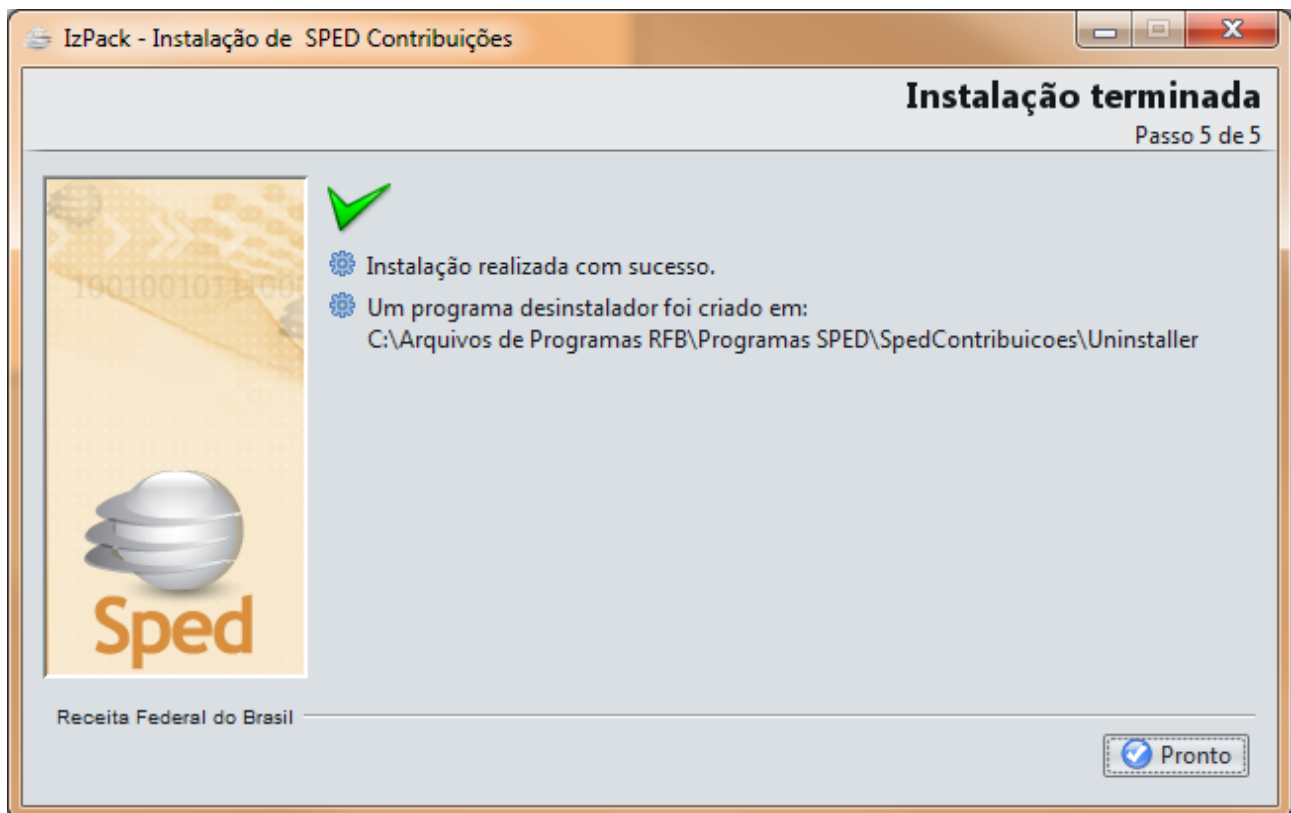 IzPack - Instalação de  SPED Contribuições
Instalação terminada
Passo 5 de 5
1001001011100
Instalação realizada com sucesso.
Um programa desinstalador foi criado em:
C:\Arquivos de Programas RFB\Programas SPED\SpedContribuicoes\Uninstaller
Sped
Receita Federal do Brasil
Pronto